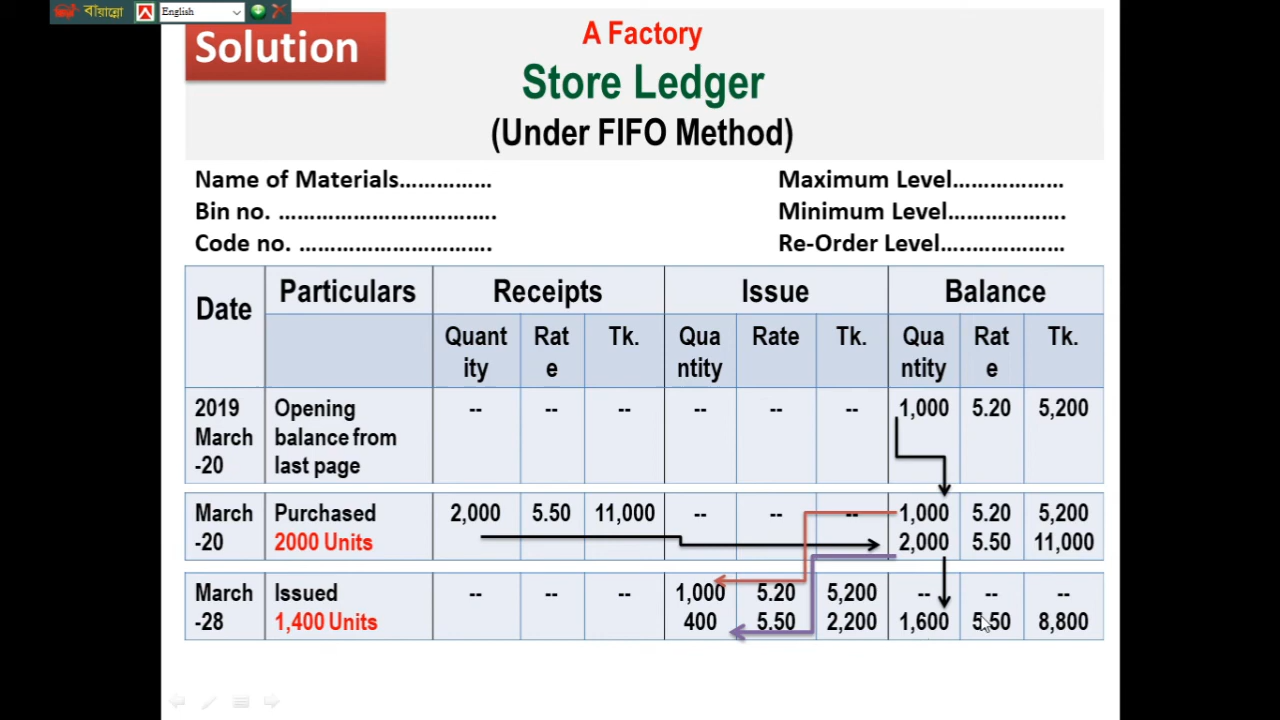 বায়ান্নো English
Solution
A Factory
Store Ledger
(Under FIFO Method)
Name of Materials……………
Maximum Level………………
Bin no. ……………………………..
Minimum Level……………….
Code no. ………………………….
Re-Order Level…..……………
Date Particulars Receipts Issue Balance
Quant Rat Tk. Qua Rate Tk. Qua Rat Tk.
ity e ntity ntity e
2019 Opening -- -- -- -- -- -- 1,000 5.20 5,200
March balance from
-20 last page
March Purchased 2,000 5.50 11,000 -- -- -- 1,000 5.20 5,200
-20 2000 Units 2,000 5.50 11,000
March Issued -- -- -- 1,000 5.20 5,200 -- -- --
-28 1,400 Units 400 5.50 2,200 1,600 5.50 8,800